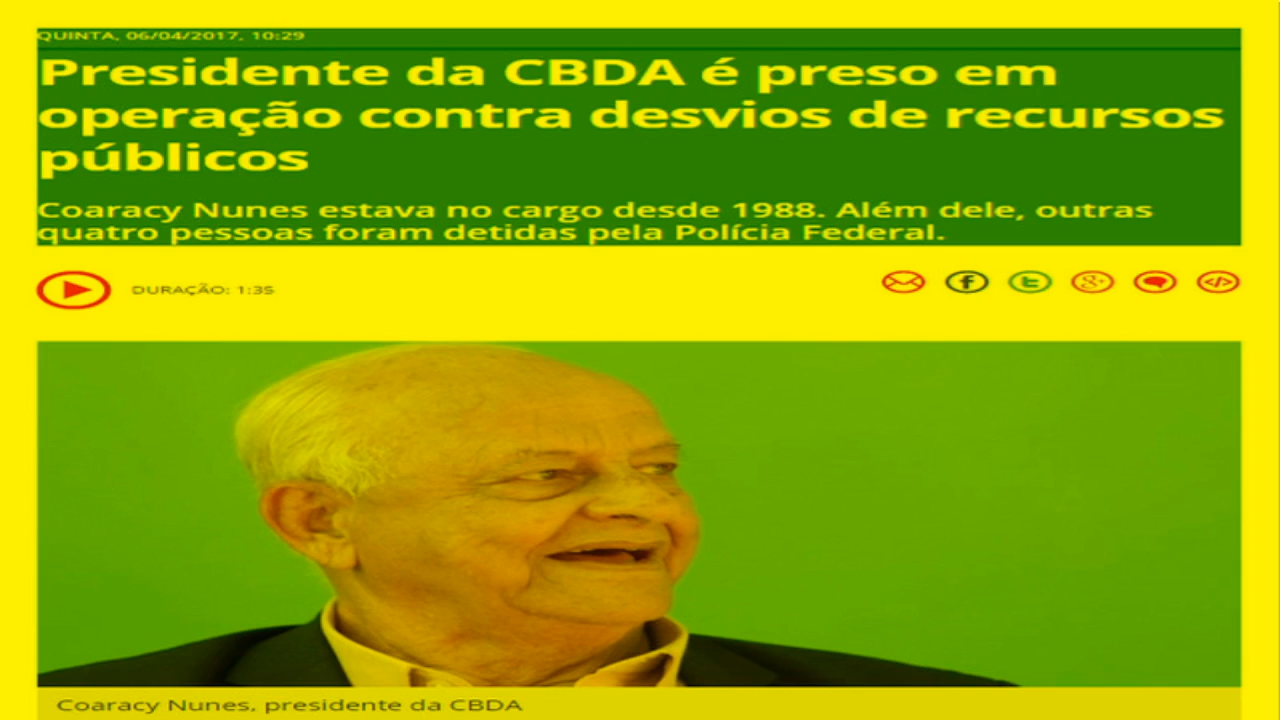 QUINTA, 06/04/2017, 10:29
Presidente da CBDA é preso em
operação contra desvios de recursos
públicos
Coaracy Nunes estava no cargo desde 1988. Além dele, outras
quatro pessoas foram detidas pela Polícia Federal.
DURAÇÃO: 1:35
Coaracy Nunes, presidente da CBDA